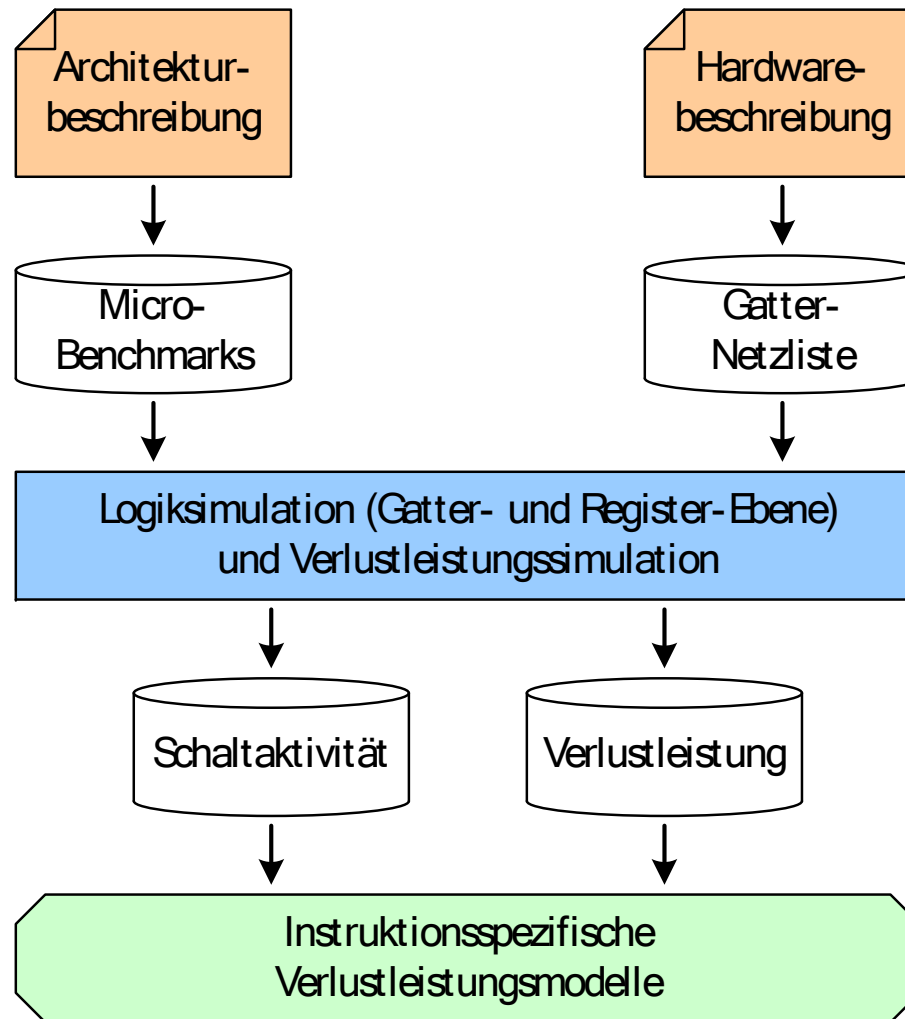 Architektur-
beschreibung
Hardware-
beschreibung
Micro-
Benchmarks
Gatter-
Netzliste
Logiksimulation (Gatter- und Register-Ebene)
und Verlustleistungssimulation
Schaltaktivität
Verlustleistung
Instruktionsspezifische
Verlustleistungsmodelle